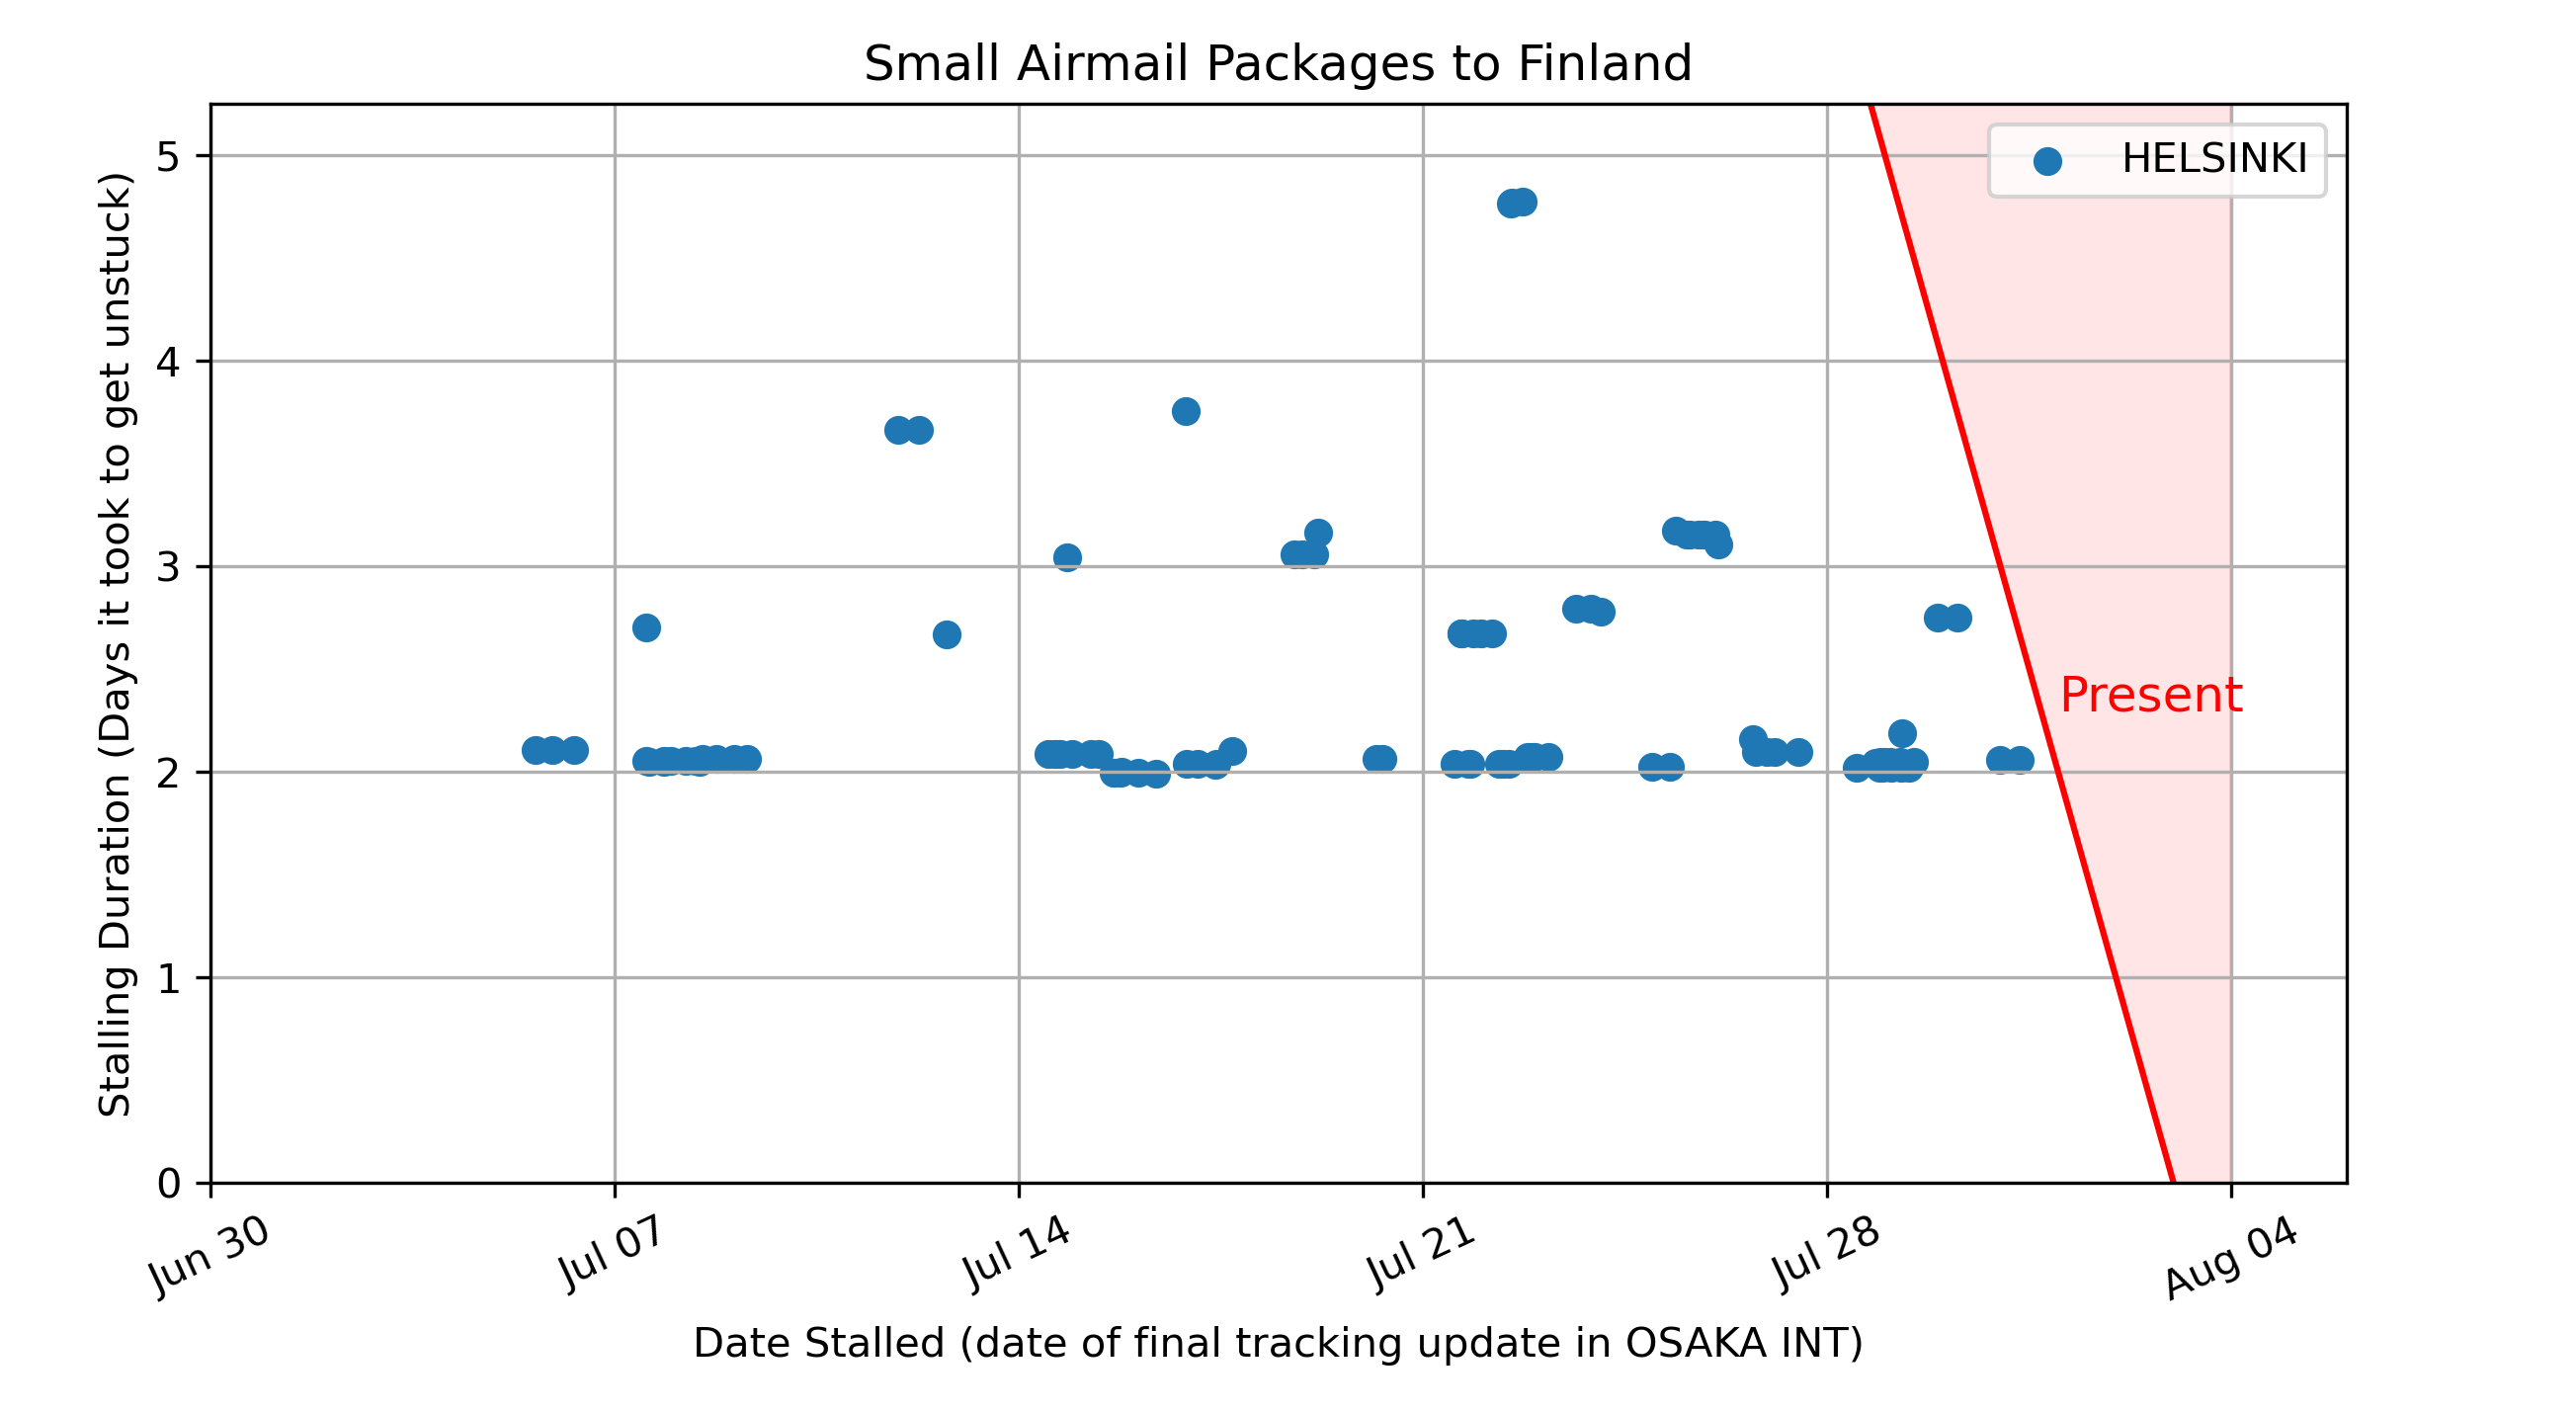 Small Airmail Packages to Finland
HELSINKI
Present
Stalling Duration (Days it took to get unstuck)
5
4
3
2
1
0
Jun 30
Jul 07
Jul 14
Jul 21
Jul 28
Aug 04
Date Stalled (date of final tracking update in OSAKA INT)